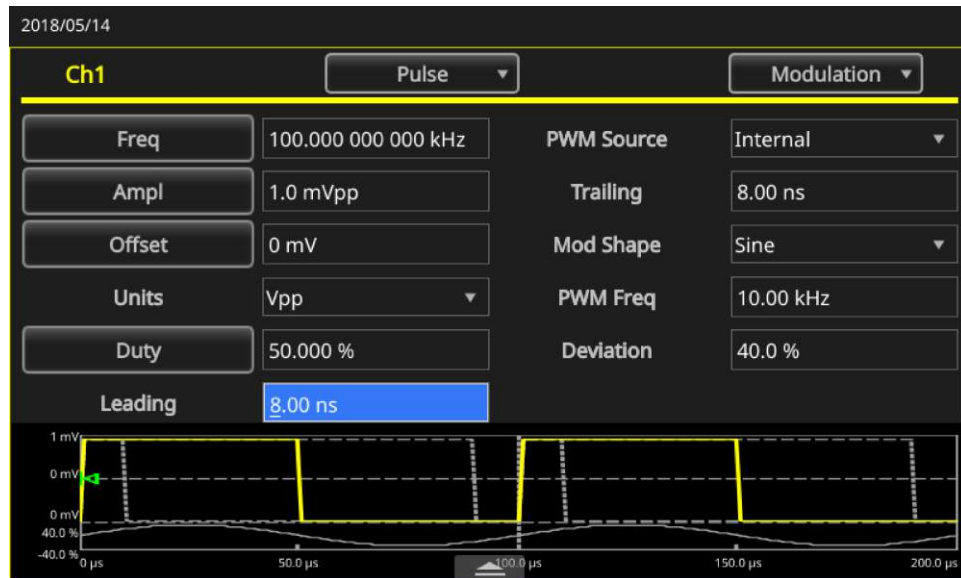 2018/05/14
Ch1 Pulse Modulation
Freq 100.000 000 000 kHz PWM Source Internal
Ampl 1.0 mVpp Trailing 8.00 ns
Offset 0 mV Mod Shape Sine
Units Vpp PWM Freq 10.00 kHz
Duty 50.000 % Deviation 40.0 %
Leading 8.00 ns
1 mV
0 mV
0 mV
40.0 %
-40.0 %
0 µs 50.0 µs 100.0 µs 150.0 µs 200.0 µs